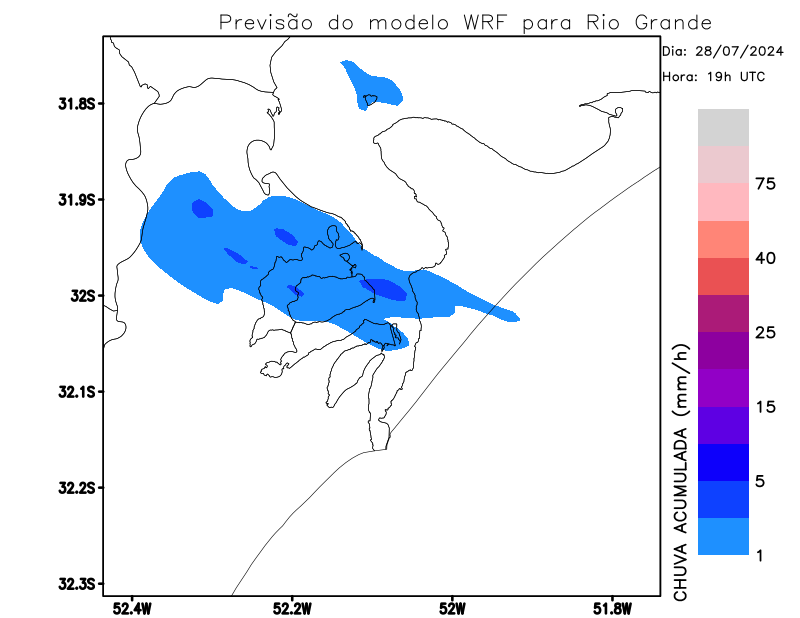 Previsão do modelo WRF para Rio Grande
Dia: 28/07/2024
Hora: 19h UTC
31.8S
31.9S
32S
32.1S
32.2S
32.3S
52.4W
52.2W
52W
51.8W
75
40
25
15
5
1
CHUVA ACUMULADA (mm/h)